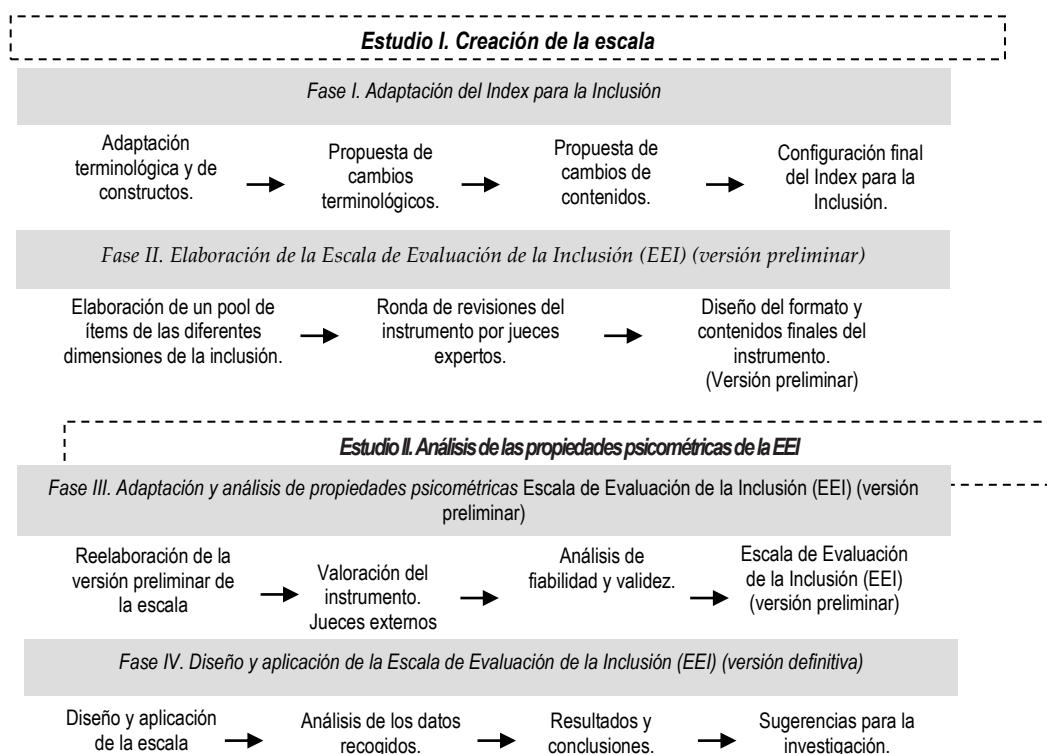 Estudio I. Creación de la escala
Fase I. Adaptación del Index para la Inclusión
Adaptación
terminológica y de
constructos.
Propuesta de
cambios
terminológicos.
Propuesta de
cambios de
contenidos.
Configuración final
del Index para la
Inclusión.
Fase II. Elaboración de la Escala de Evaluación de la Inclusión (EEI) (versión preliminar)
Elaboración de un pool de
ítems de las diferentes
dimensiones de la inclusión.
Ronda de revisiones del
instrumento por jueces
expertos.
Diseño del formato y
contenidos finales del
instrumento.
(Versión preliminar)
Estudio II. Análisis de las propiedades psicométricas de la EEI
Fase III. Adaptación y análisis de propiedades psicométricas Escala de Evaluación de la Inclusión (EEI) (versión
preliminar)
Reelaboración de la
versión preliminar de
la escala
Valoración del
instrumento.
Jueces externos
Análisis de
fiabilidad y validez.
Escala de Evaluación
de la Inclusión (EEI)
(versión preliminar)
Fase IV. Diseño y aplicación de la Escala de Evaluación de la Inclusión (EEI) (versión definitiva)
Diseño y aplicación
de la escala
Análisis de los datos
recogidos.
Resultados y
conclusiones.
Sugerencias para la
investigación.